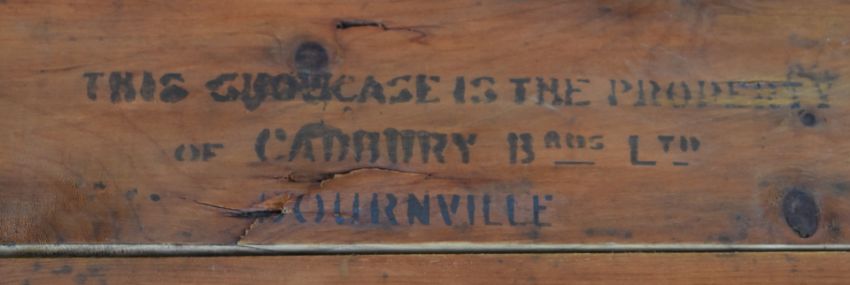 THIS SHOWCASE IS THE PROPERTY
OF CADBURY BROS LTD
BOURNVILLE